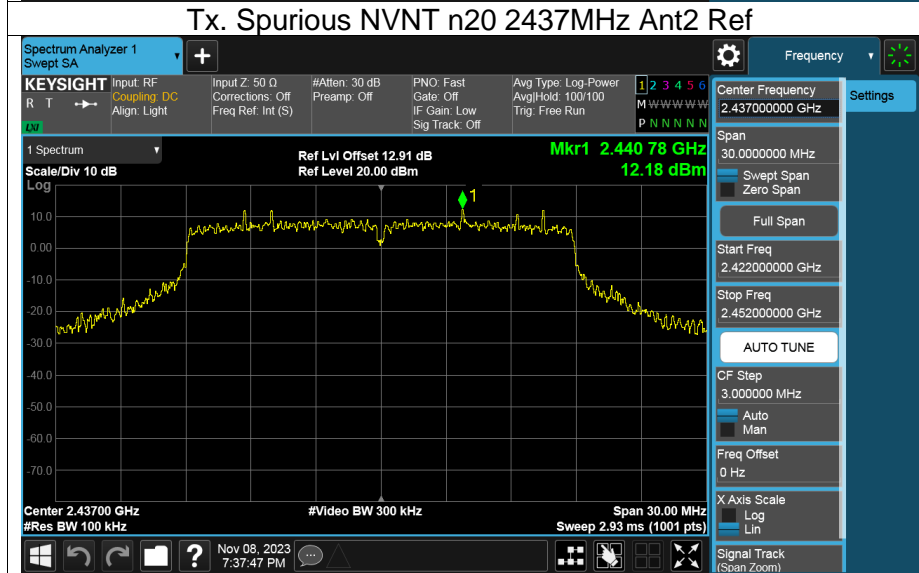 Tx. Spurious NVNT n20 2437MHz Ant2 Ref
Spectrum Analyzer 1
Swept SA
+
Frequency
KEYSIGHT
R T
LXI
Input: RF
Coupling: DC
Align: Light
Input Z: 50 Ω
Corrections: Off
Freq Ref: Int (S)
#Atten: 30 dB
Preamp: Off
PNO: Fast
Gate: Off
IF Gain: Low
Sig Track: Off
Avg Type: Log-Power
Avg|Hold: 100/100
Trig: Free Run
1 2 3 4 5 6
M W W W W W
P N N N N N
1 Spectrum
Scale/Div 10 dB
Log
Ref Lvl Offset 12.91 dB
Ref Level 20.00 dBm
Mkr1 2.440 78 GHz
12.18 dBm
1
10.0
0.00
-10.0
-20.0
-30.0
-40.0
-50.0
-60.0
-70.0
Center 2.43700 GHz
#Res BW 100 kHz
#Video BW 300 kHz
Span 30.00 MHz
Sweep 2.93 ms (1001 pts)
?
Nov 08, 2023
7:37:47 PM
Center Frequency
2.437000000 GHz
Span
30.0000000 MHz
Swept Span
Zero Span
Full Span
Start Freq
2.422000000 GHz
Stop Freq
2.452000000 GHz
AUTO TUNE
CF Step
3.000000 MHz
Auto
Man
Freq Offset
0 Hz
X Axis Scale
Log
Lin
Signal Track
(Span Zoom)
Settings